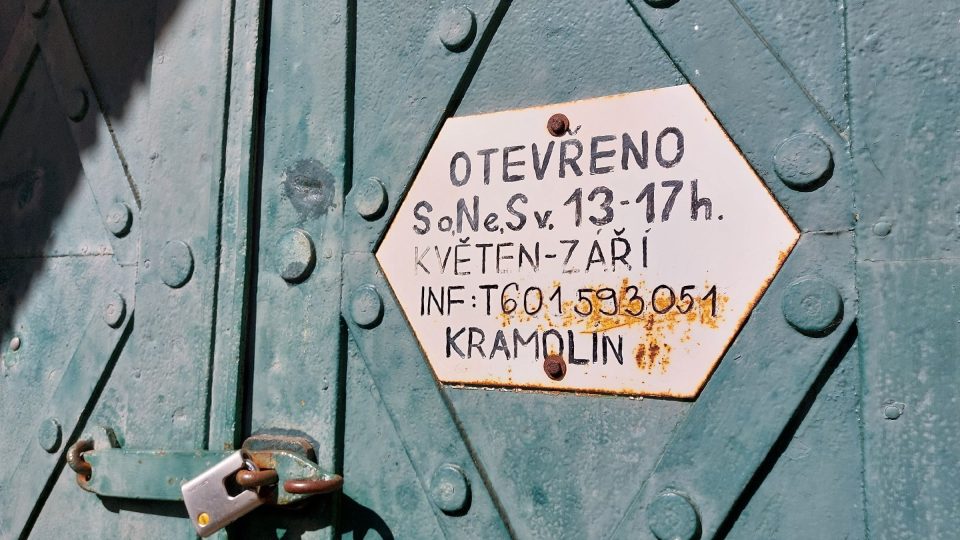 OTEVŘENO
So,Ne,Sv. 13-17h.
KVĚTEN-ZÁŘÍ
INF:T601593051
KRAMOLÍN